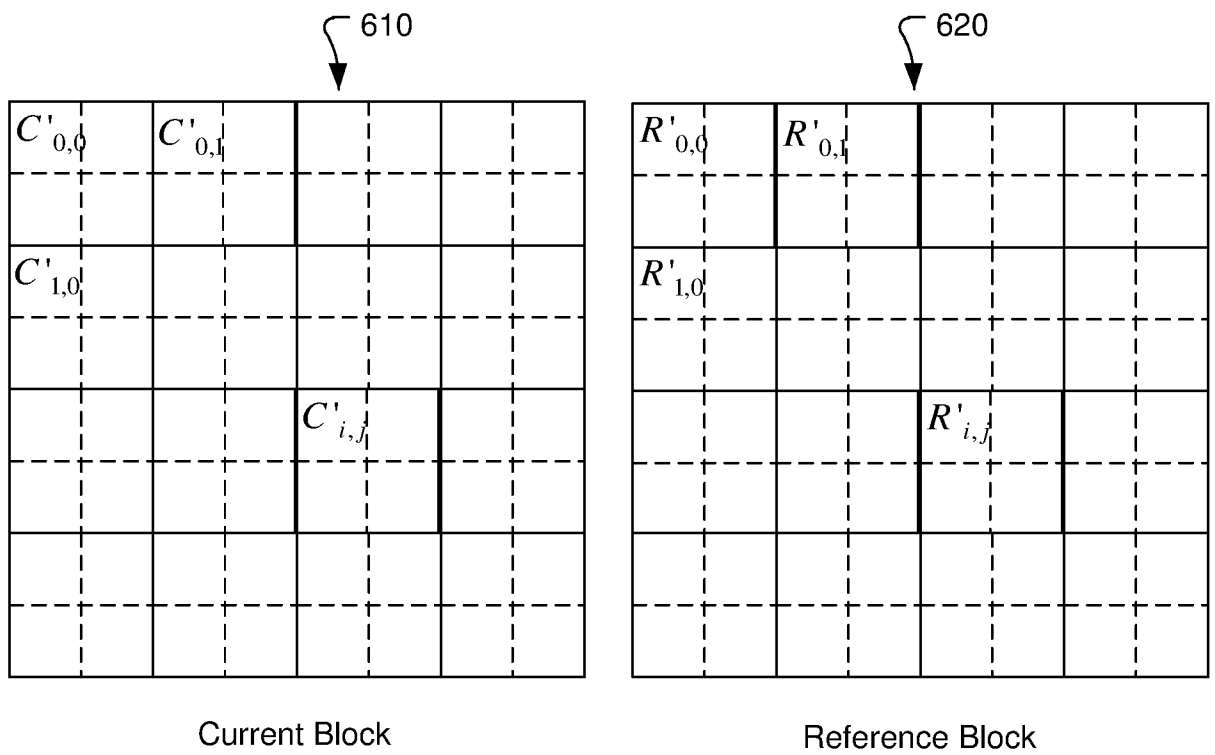 610
620
C'0,0 C'0,1
R'0,0 R'0,1
C'1,0
R'1,0
C'i,j
R'i,j
Current Block
Reference Block